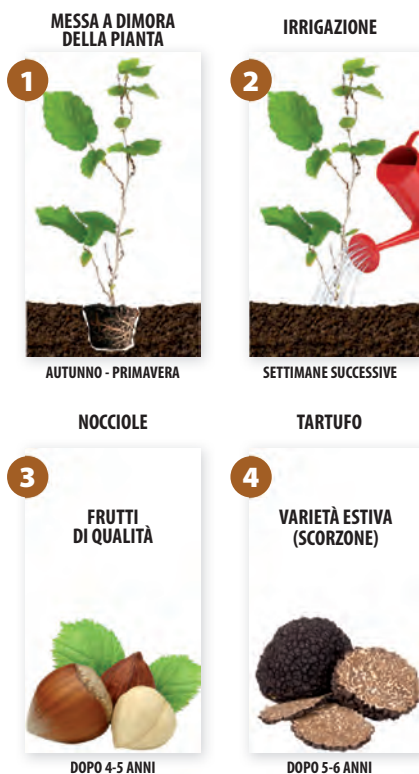 MESSA A DIMORA
DELLA PIANTA
1
AUTUNNO - PRIMAVERA
IRRIGAZIONE
2
SETTIMANE SUCCESSIVE
NOCCIOLE
3
FRUTTI
DI QUALITÀ
DOPO 4-5 ANNI
TARTUFO
4
VARIETÀ ESTIVA
(SCORZONE)
DOPO 5-6 ANNI